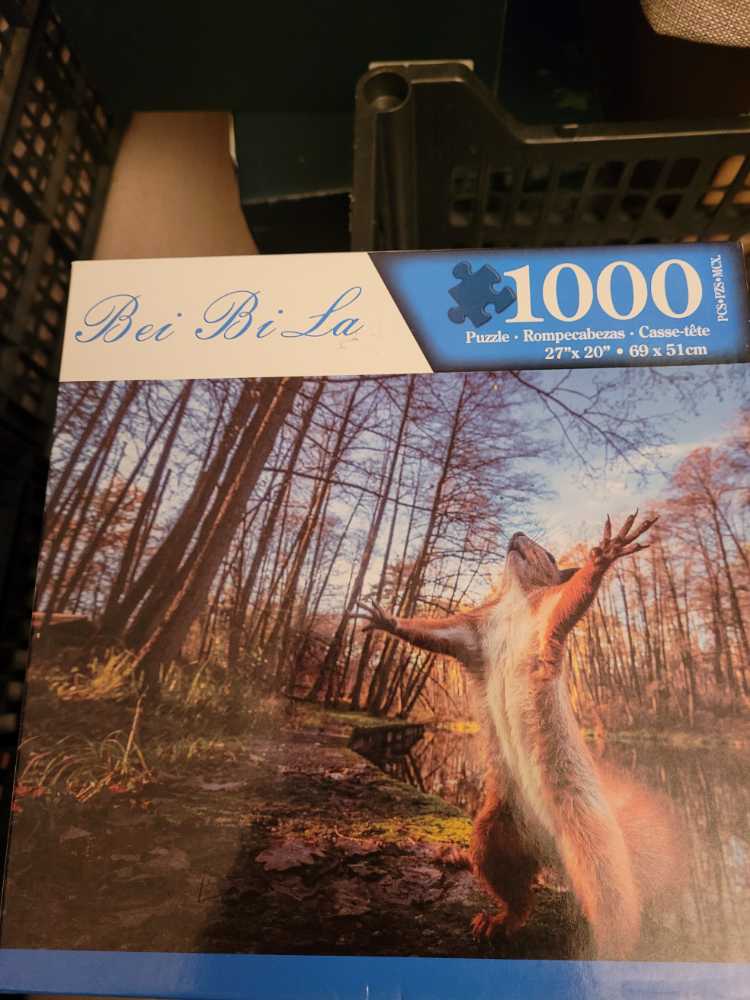 Bei Bi La
1000
PCS•PZS•MCX.
Puzzle · Rompecabezas · Casse-tête
27"x 20" • 69 x 51cm